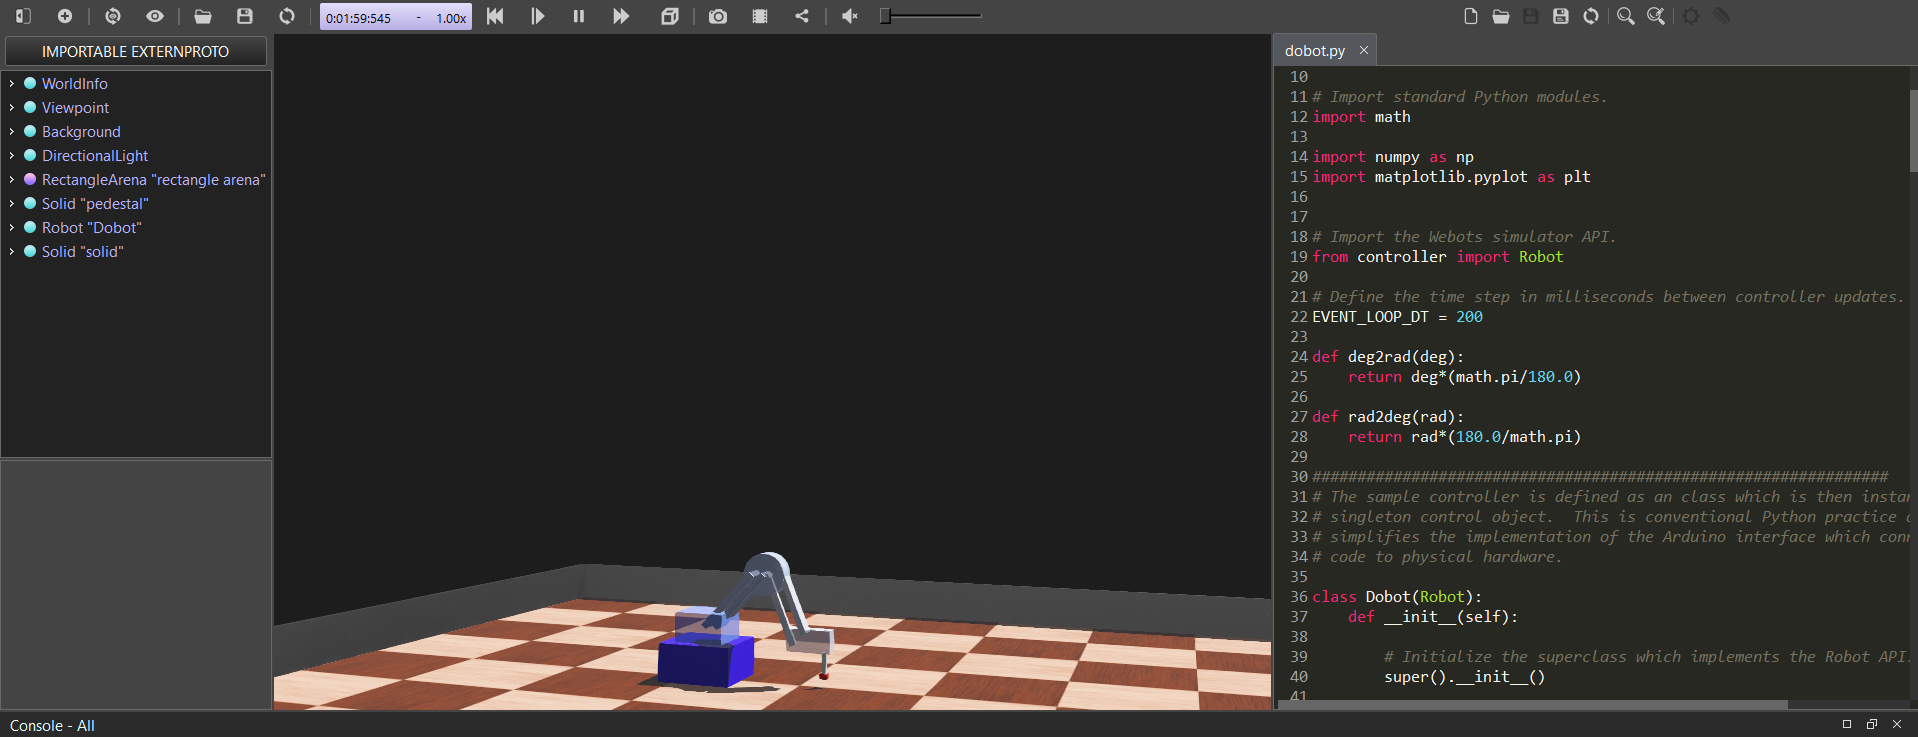 0:01:59:545 - 1.00x
IMPORTABLE EXTERNPROTO
WorldInfo
Viewpoint
Background
DirectionalLight
RectangleArena "rectangle arena"
Solid "pedestal"
Robot "Dobot"
Solid "solid"
dobot.py
10
11 # Import standard Python modules.
12 import math
13
14 import numpy as np
15 import matplotlib.pyplot as plt
16
17
18 # Import the Webots simulator API.
19 from controller import Robot
20
21 # Define the time step in milliseconds between controller updates.
22 EVENT_LOOP_DT = 200
23
24 def deg2rad(deg):
25     return deg*(math.pi/180.0)
26
27 def rad2deg(rad):
28     return rad*(180.0/math.pi)
29
30 ################################################################
31 # The sample controller is defined as an class which is then instan
32 # singleton control object.  This is conventional Python practice a
33 # simplifies the implementation of the Arduino interface which conn
34 # code to physical hardware.
35
36 class Dobot(Robot):
37     def __init__(self):
38
39         # Initialize the superclass which implements the Robot API.
40         super().__init__()
41
Console - All